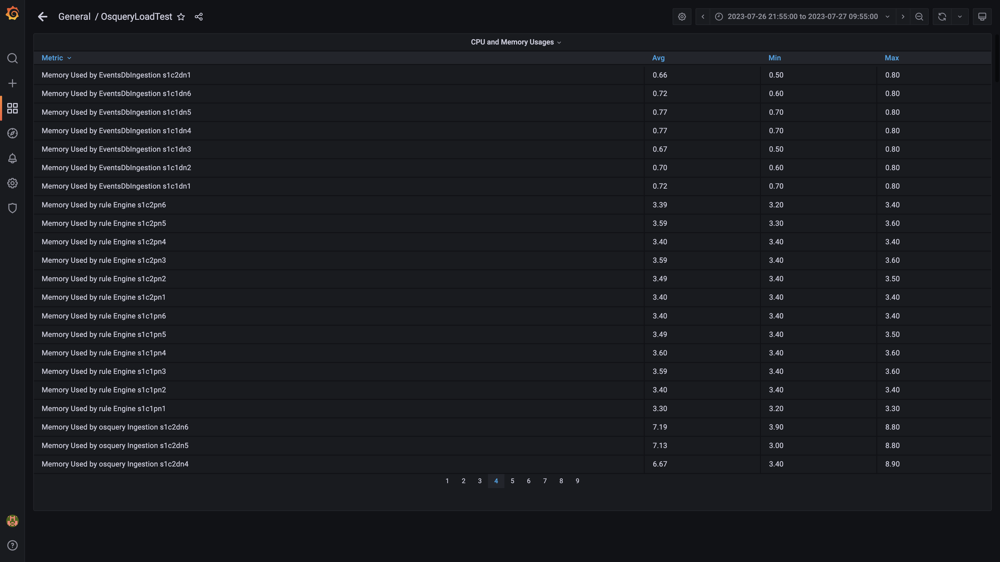 General / OsqueryLoadTest
2023-07-26 21:55:00 to 2023-07-27 09:55:00
CPU and Memory Usages
Metric Avg Min Max
Memory Used by EventsDbIngestion s1c2dn1 0.66 0.50 0.80
Memory Used by EventsDbIngestion s1c1dn6 0.72 0.60 0.80
Memory Used by EventsDbIngestion s1c1dn5 0.77 0.70 0.80
Memory Used by EventsDbIngestion s1c1dn4 0.77 0.70 0.80
Memory Used by EventsDbIngestion s1c1dn3 0.67 0.50 0.80
Memory Used by EventsDbIngestion s1c1dn2 0.70 0.60 0.80
Memory Used by EventsDbIngestion s1c1dn1 0.72 0.70 0.80
Memory Used by rule Engine s1c2pn6 3.39 3.20 3.40
Memory Used by rule Engine s1c2pn5 3.59 3.30 3.60
Memory Used by rule Engine s1c2pn4 3.40 3.40 3.40
Memory Used by rule Engine s1c2pn3 3.59 3.40 3.60
Memory Used by rule Engine s1c2pn2 3.49 3.40 3.50
Memory Used by rule Engine s1c2pn1 3.40 3.40 3.40
Memory Used by rule Engine s1c1pn6 3.40 3.40 3.40
Memory Used by rule Engine s1c1pn5 3.49 3.40 3.50
Memory Used by rule Engine s1c1pn4 3.60 3.40 3.60
Memory Used by rule Engine s1c1pn3 3.59 3.40 3.60
Memory Used by rule Engine s1c1pn2 3.40 3.40 3.40
Memory Used by rule Engine s1c1pn1 3.30 3.20 3.30
Memory Used by osquery Ingestion s1c2dn6 7.19 3.90 8.80
Memory Used by osquery Ingestion s1c2dn5 7.13 3.00 8.80
Memory Used by osquery Ingestion s1c2dn4 6.67 3.40 8.90
1 2 3 4 5 6 7 8 9